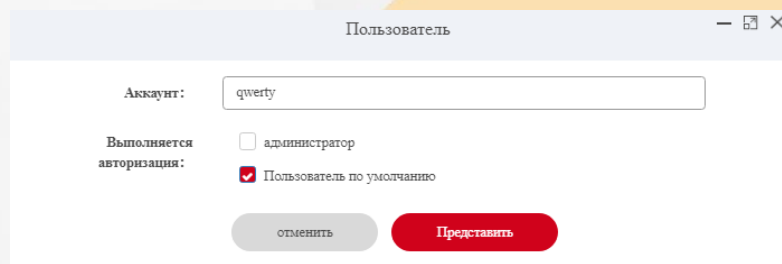 Пользователь
Аккаунт:
qwerty
Выполняется
авторизация:
администратор
Пользователь по умолчанию
отменить
Представить